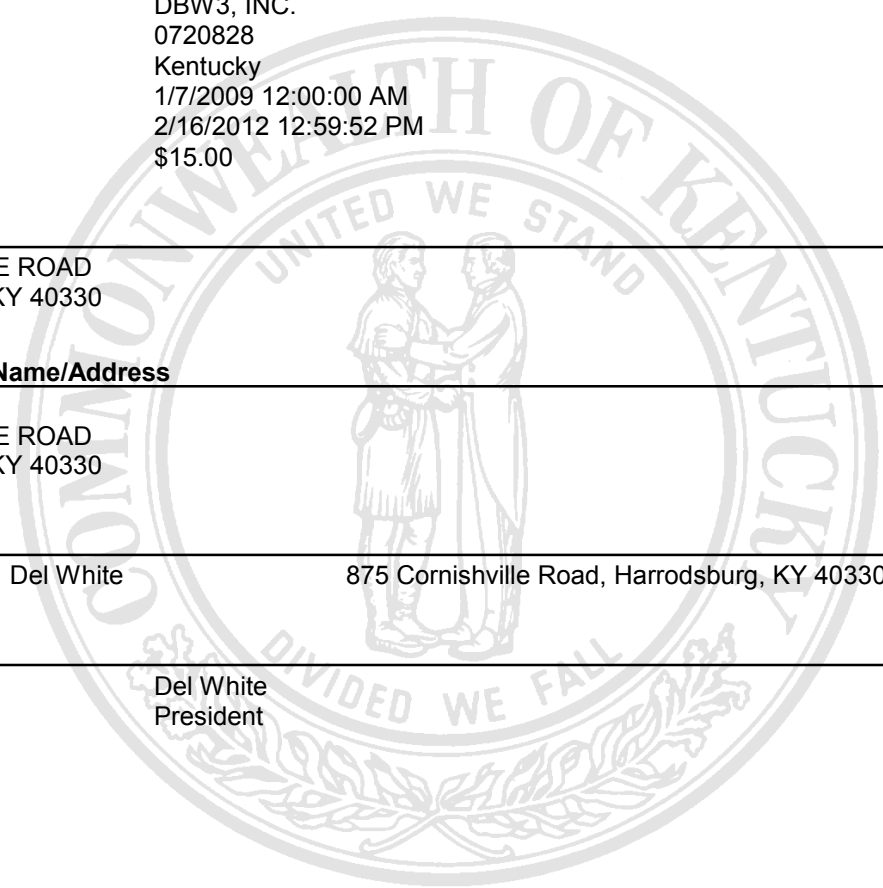 DBW3, INC.
0720828
Kentucky
1/7/2009 12:00:00 AM
2/16/2012 12:59:52 PM
$15.00
E ROAD
KY 40330
Name/Address
E ROAD
KY 40330
Del White 875 Cornishville Road, Harrodsburg, KY 40330
Del White
President
COMMONWEALTH OF KENTUCKY
UNITED WE STAND
DIVIDED WE FALL